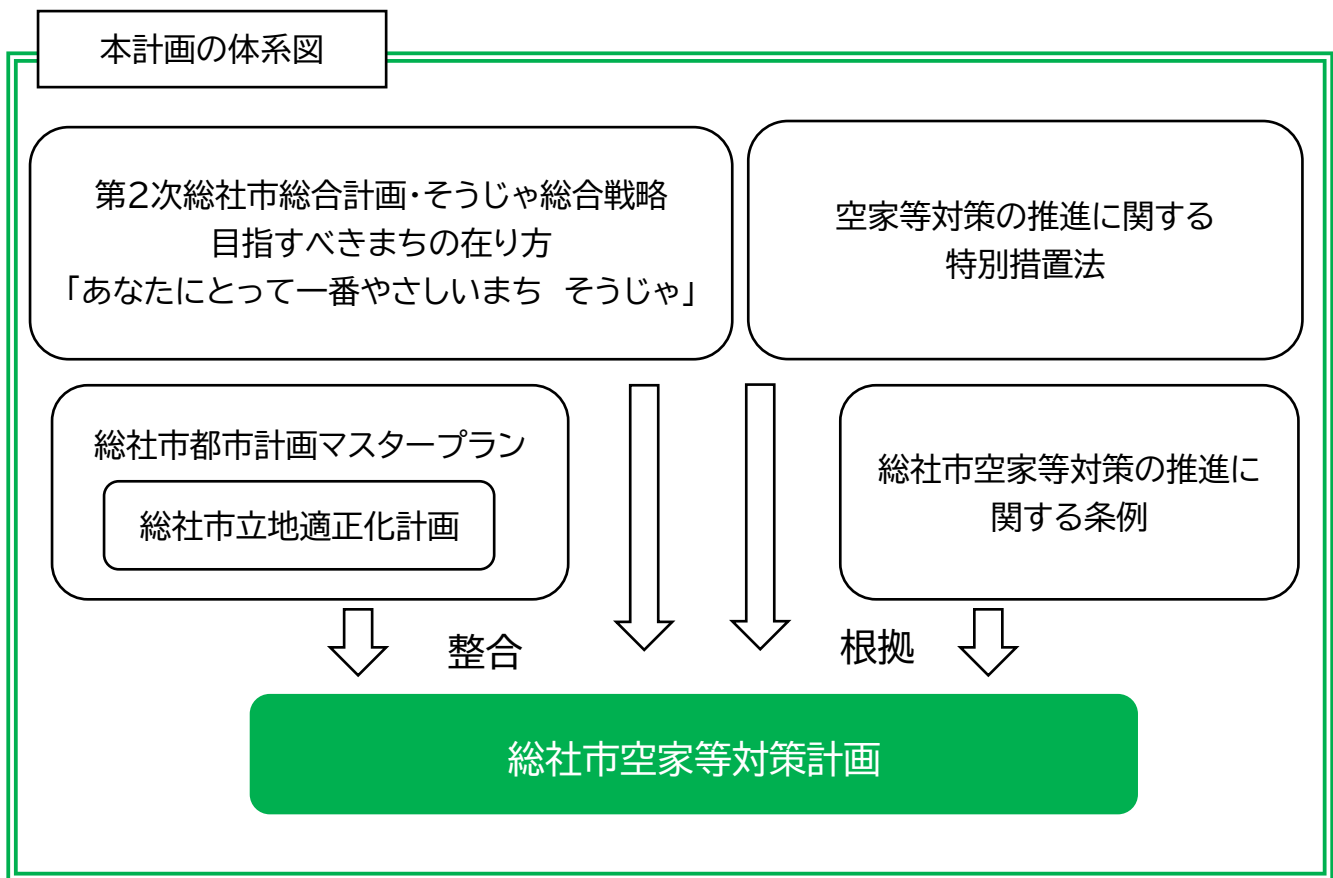 本計画の体系図
第2次総社市総合計画・そうじゃ総合戦略
目指すべきまちの在り方
「あなたにとって一番やさしいまち　そうじゃ」
空家等対策の推進に関する
特別措置法
総社市都市計画マスタープラン
総社市立地適正化計画
総社市空家等対策の推進に
関する条例
整合
根拠
総社市空家等対策計画